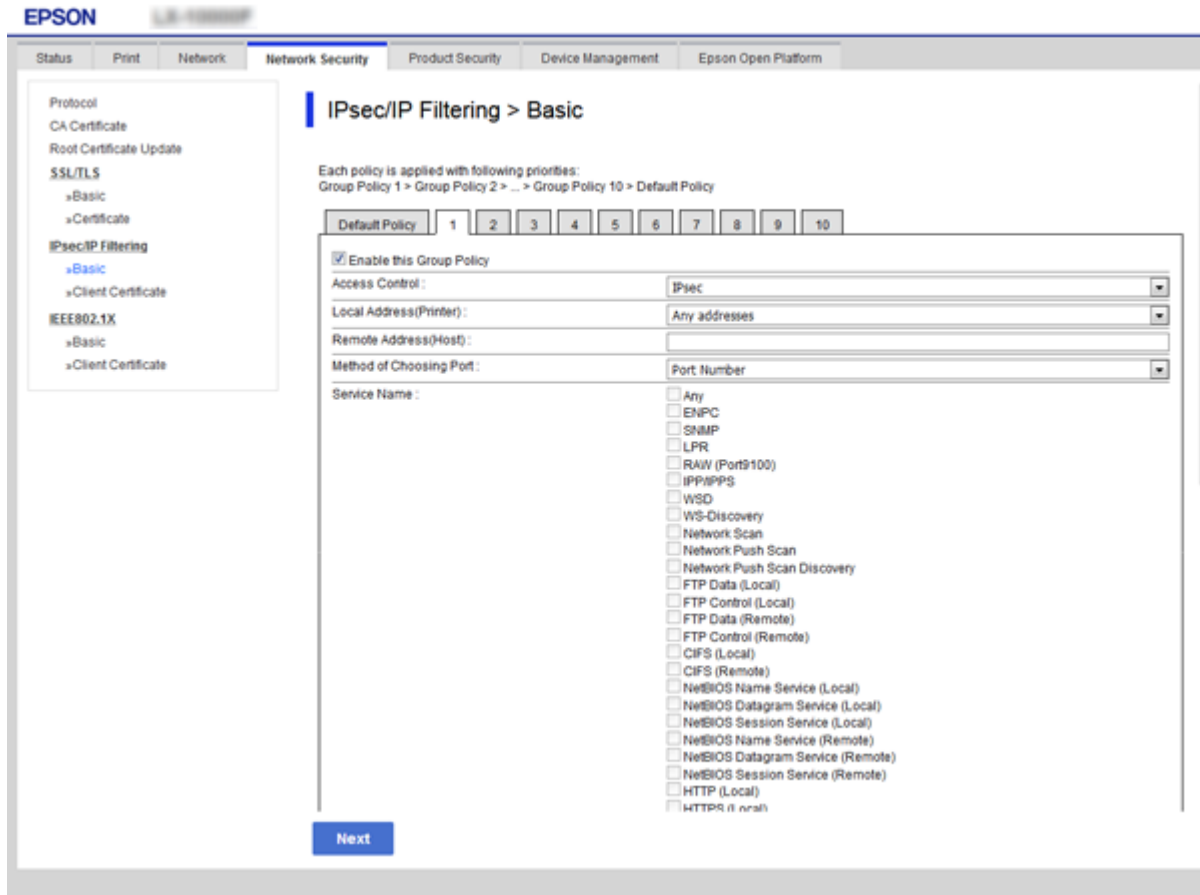 EPSON
Status Print Network Network Security Product Security Device Management Epson Open Platform
Protocol
CA Certificate
Root Certificate Update
SSL/TLS
»Basic
»Certificate
IPsec/IP Filtering
»Basic
»Client Certificate
IEEE802.1X
»Basic
»Client Certificate
IPsec/IP Filtering > Basic
Each policy is applied with following priorities:
Group Policy 1 > Group Policy 2 > ... > Group Policy 10 > Default Policy
Default Policy 1 2 3 4 5 6 7 8 9 10
Enable this Group Policy
Access Control : IPsec
Local Address(Printer) : Any addresses
Remote Address(Host) :
Method of Choosing Port : Port Number
Service Name : Any
ENPC
SNMP
LPR
RAW (Port9100)
IPP/IPPS
WSD
WS-Discovery
Network Scan
Network Push Scan
Network Push Scan Discovery
FTP Data (Local)
FTP Control (Local)
FTP Data (Remote)
FTP Control (Remote)
CIFS (Local)
CIFS (Remote)
NetBIOS Name Service (Local)
NetBIOS Datagram Service (Local)
NetBIOS Session Service (Local)
NetBIOS Name Service (Remote)
NetBIOS Datagram Service (Remote)
NetBIOS Session Service (Remote)
HTTP (Local)
HTTPS (Local)
Next